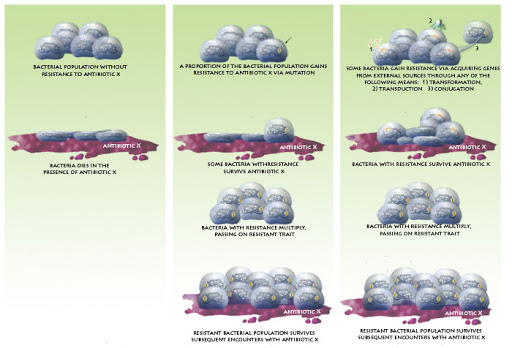 BACTERIAL POPULATION WITHOUT
RESISTANCE TO ANTIBIOTIC X
ANTIBIOTIC X
BACTERIA DIES IN THE
PRESENCE OF ANTIBIOTIC X
A PROPORTION OF THE BACTERIAL POPULATION GAINS
RESISTANCE TO ANTIBIOTIC X VIA MUTATION
ANTIBIOTIC X
SOME BACTERIA WITHRESISTANCE
SURVIVE ANTIBIOTIC X
BACTERIA WITH RESISTANCE MULTIPLY,
PASSING ON RESISTANT TRAIT
ANTIBIOTIC X
RESISTANT BACTERIAL POPULATION SURVIVES
SUBSEQUENT ENCOUNTERS WITH ANTIBIOTIC X
2
1
3
SOME BACTERIA GAIN RESISTANCE VIA ACQUIRING GENES
FROM EXTERNAL SOURCES THROUGH ANY OF THE
FOLLOWING MEANS: 1) TRANSFORMATION,
2) TRANSDUCTION 3) CONJUGATION
ANTIBIOTIC X
BACTERIA WITH RESISTANCE SURVIVE ANTIBIOTIC X
BACTERIA WITH RESISTANCE MULTIPLY,
PASSING ON RESISTANT TRAIT
ANTIBIOTIC X
RESISTANT BACTERIAL POPULATION SURVIVES
SUBSEQUENT ENCOUNTERS WITH ANTIBIOTIC X